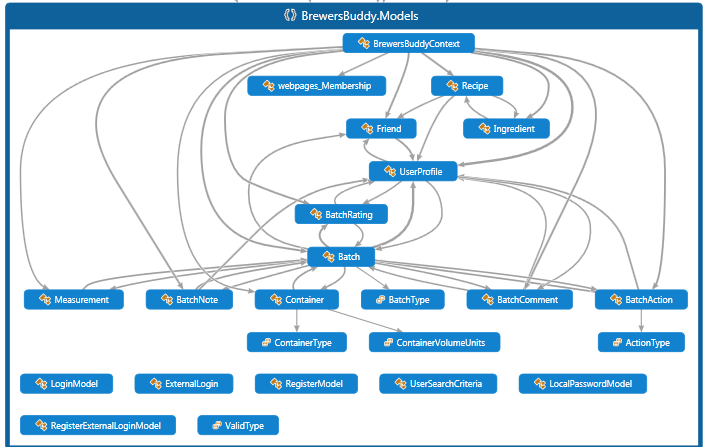 BrewersBuddy.Models
BrewersBuddyContext
webpages_Membership
Recipe
Friend
Ingredient
UserProfile
BatchRating
Batch
Measurement
BatchNote
Container
BatchType
BatchComment
BatchAction
ContainerType
ContainerVolumeUnits
ActionType
LoginModel
ExternalLogin
RegisterModel
UserSearchCriteria
LocalPasswordModel
RegisterExternalLoginModel
ValidType